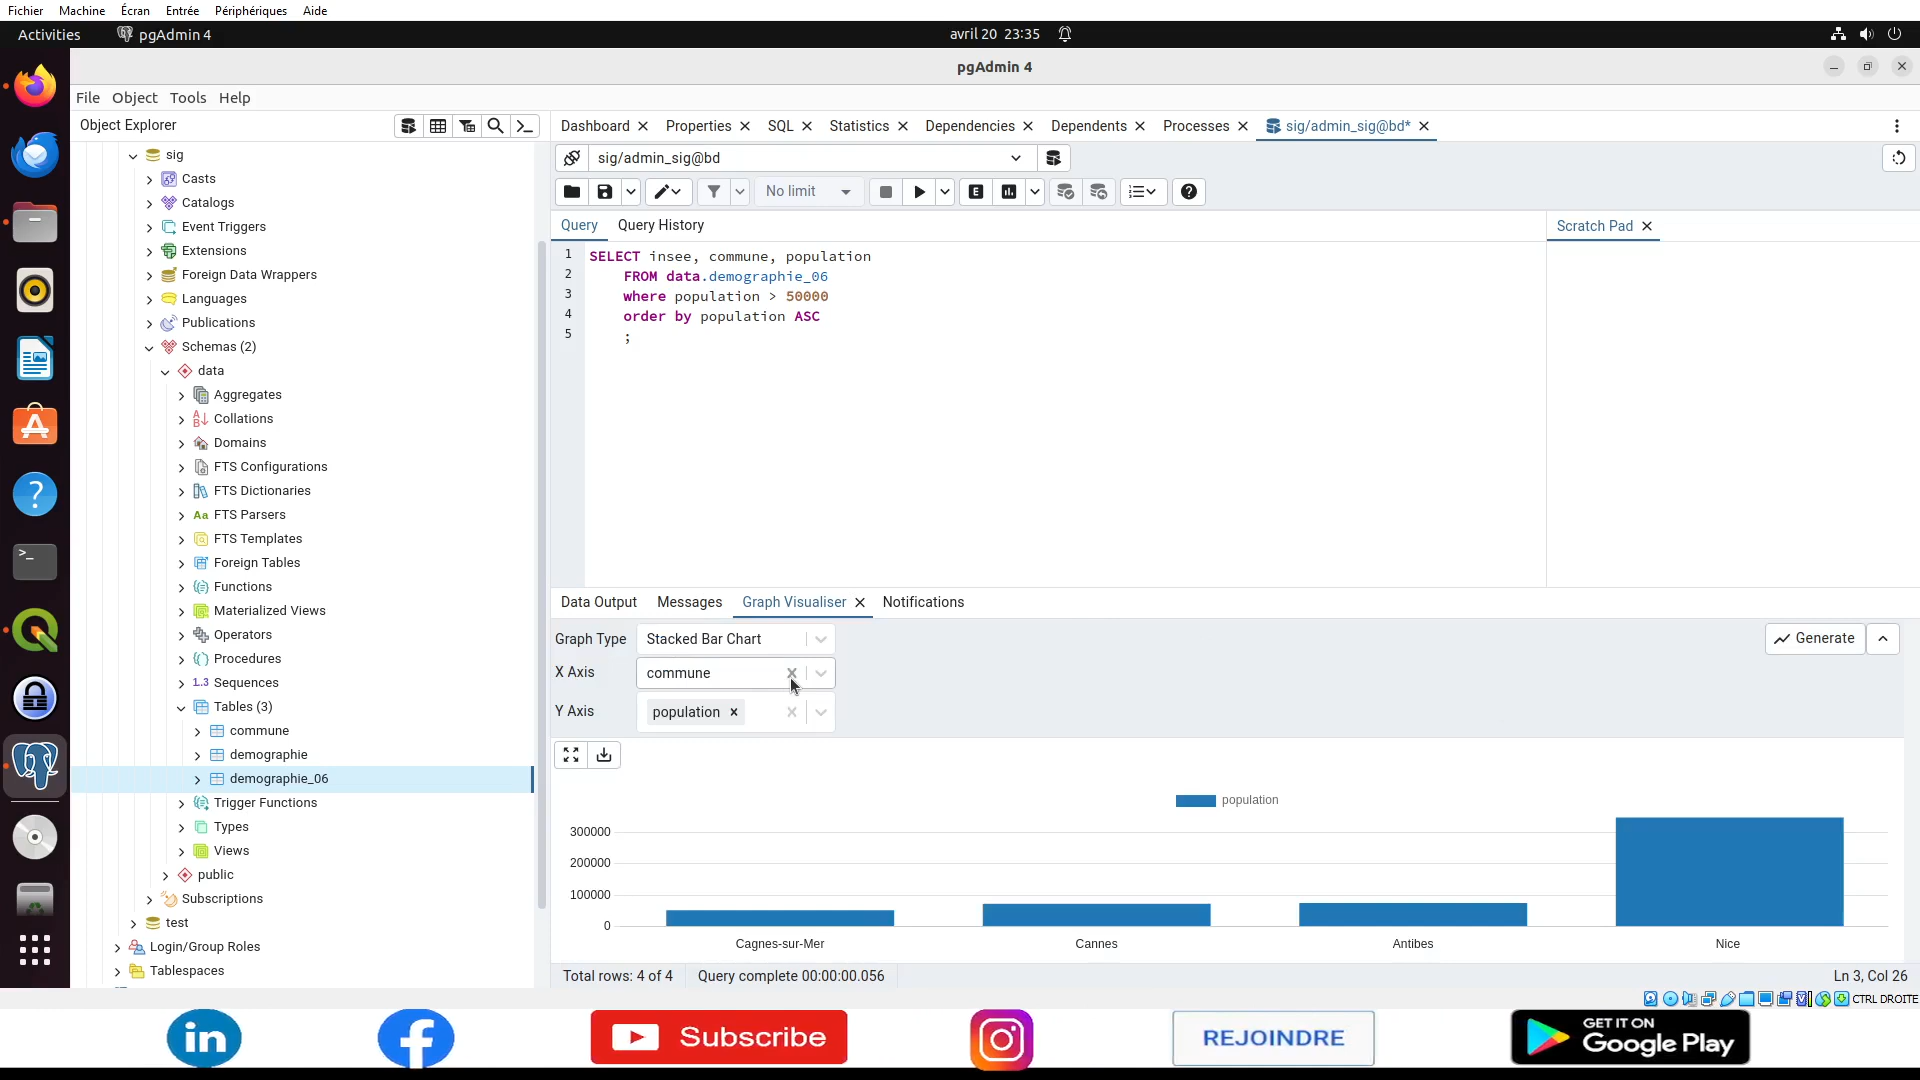 Fichier Machine Écran Entrée Périphériques Aide
Activities pgAdmin 4 avril 20 23:35
pgAdmin 4
File Object Tools Help
Object Explorer
sig
Casts
Catalogs
Event Triggers
Extensions
Foreign Data Wrappers
Languages
Publications
Schemas (2)
data
Aggregates
Collations
Domains
FTS Configurations
FTS Dictionaries
Aa FTS Parsers
FTS Templates
Foreign Tables
Functions
Materialized Views
Operators
Procedures
1.3 Sequences
Tables (3)
commune
demographie
demographie_06
Trigger Functions
Types
Views
public
Subscriptions
test
Login/Group Roles
Tablespaces
Dashboard Properties SQL Statistics Dependencies Dependents Processes sig/admin_sig@bd*
sig/admin_sig@bd
No limit E
Query Query History
Scratch Pad
1 SELECT insee, commune, population
2 FROM data.demographie_06
3 where population > 50000
4 order by population ASC
5 ;
Data Output Messages Graph Visualiser Notifications
Graph Type Stacked Bar Chart Generate
X Axis commune
Y Axis population
population
300000
200000
100000
0
Cagnes-sur-Mer Cannes Antibes Nice
Total rows: 4 of 4 Query complete 00:00:00.056 Ln 3, Col 26
CTRL DROITE
in f Subscribe REJOINDRE GET IT ON
Google Play